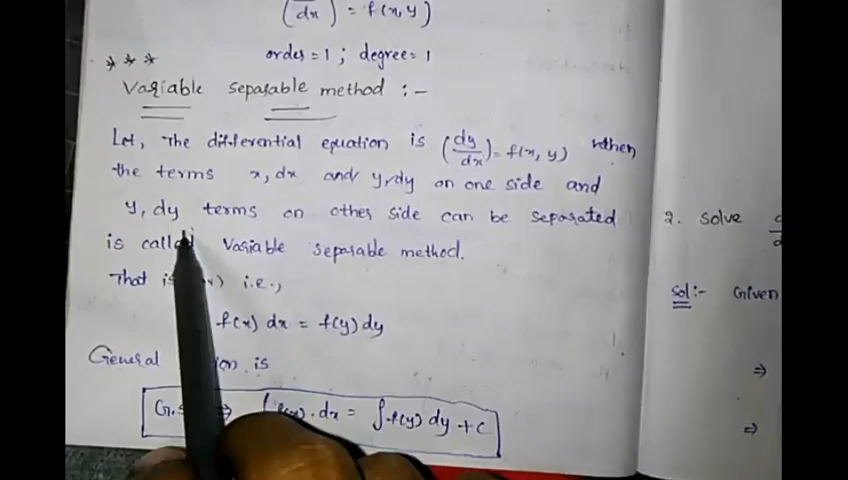 (dx) = f(x, y)
order = 1 ; degree = 1
***
Variable separable method :-
Let, The differential equation is (dy/dx) = f(x, y) when
the terms x, dx and y, dy on one side and
y, dy terms on other side can be separated
is called Variable separable method.
That is i.e.,
f(x) dx = f(y) dy
General is
G. ⇒ ∫ . dx = ∫ f(y) dy + c
2. Solve
Sol:- Given
⇒
⇒